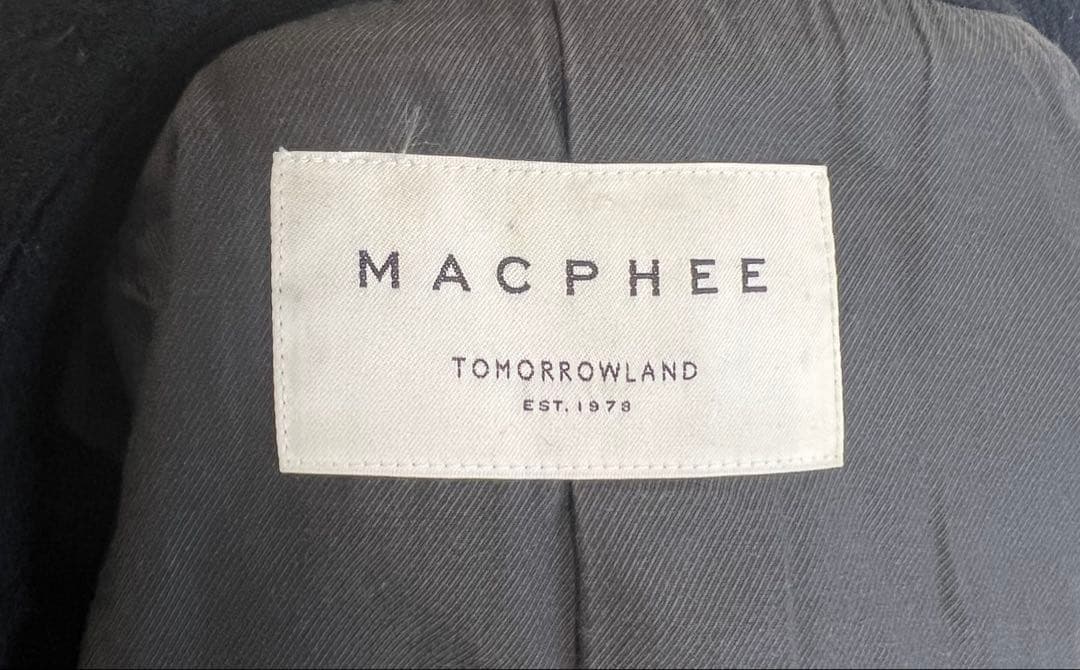 MACPHEE
TOMORROWLAND
EST. 1978